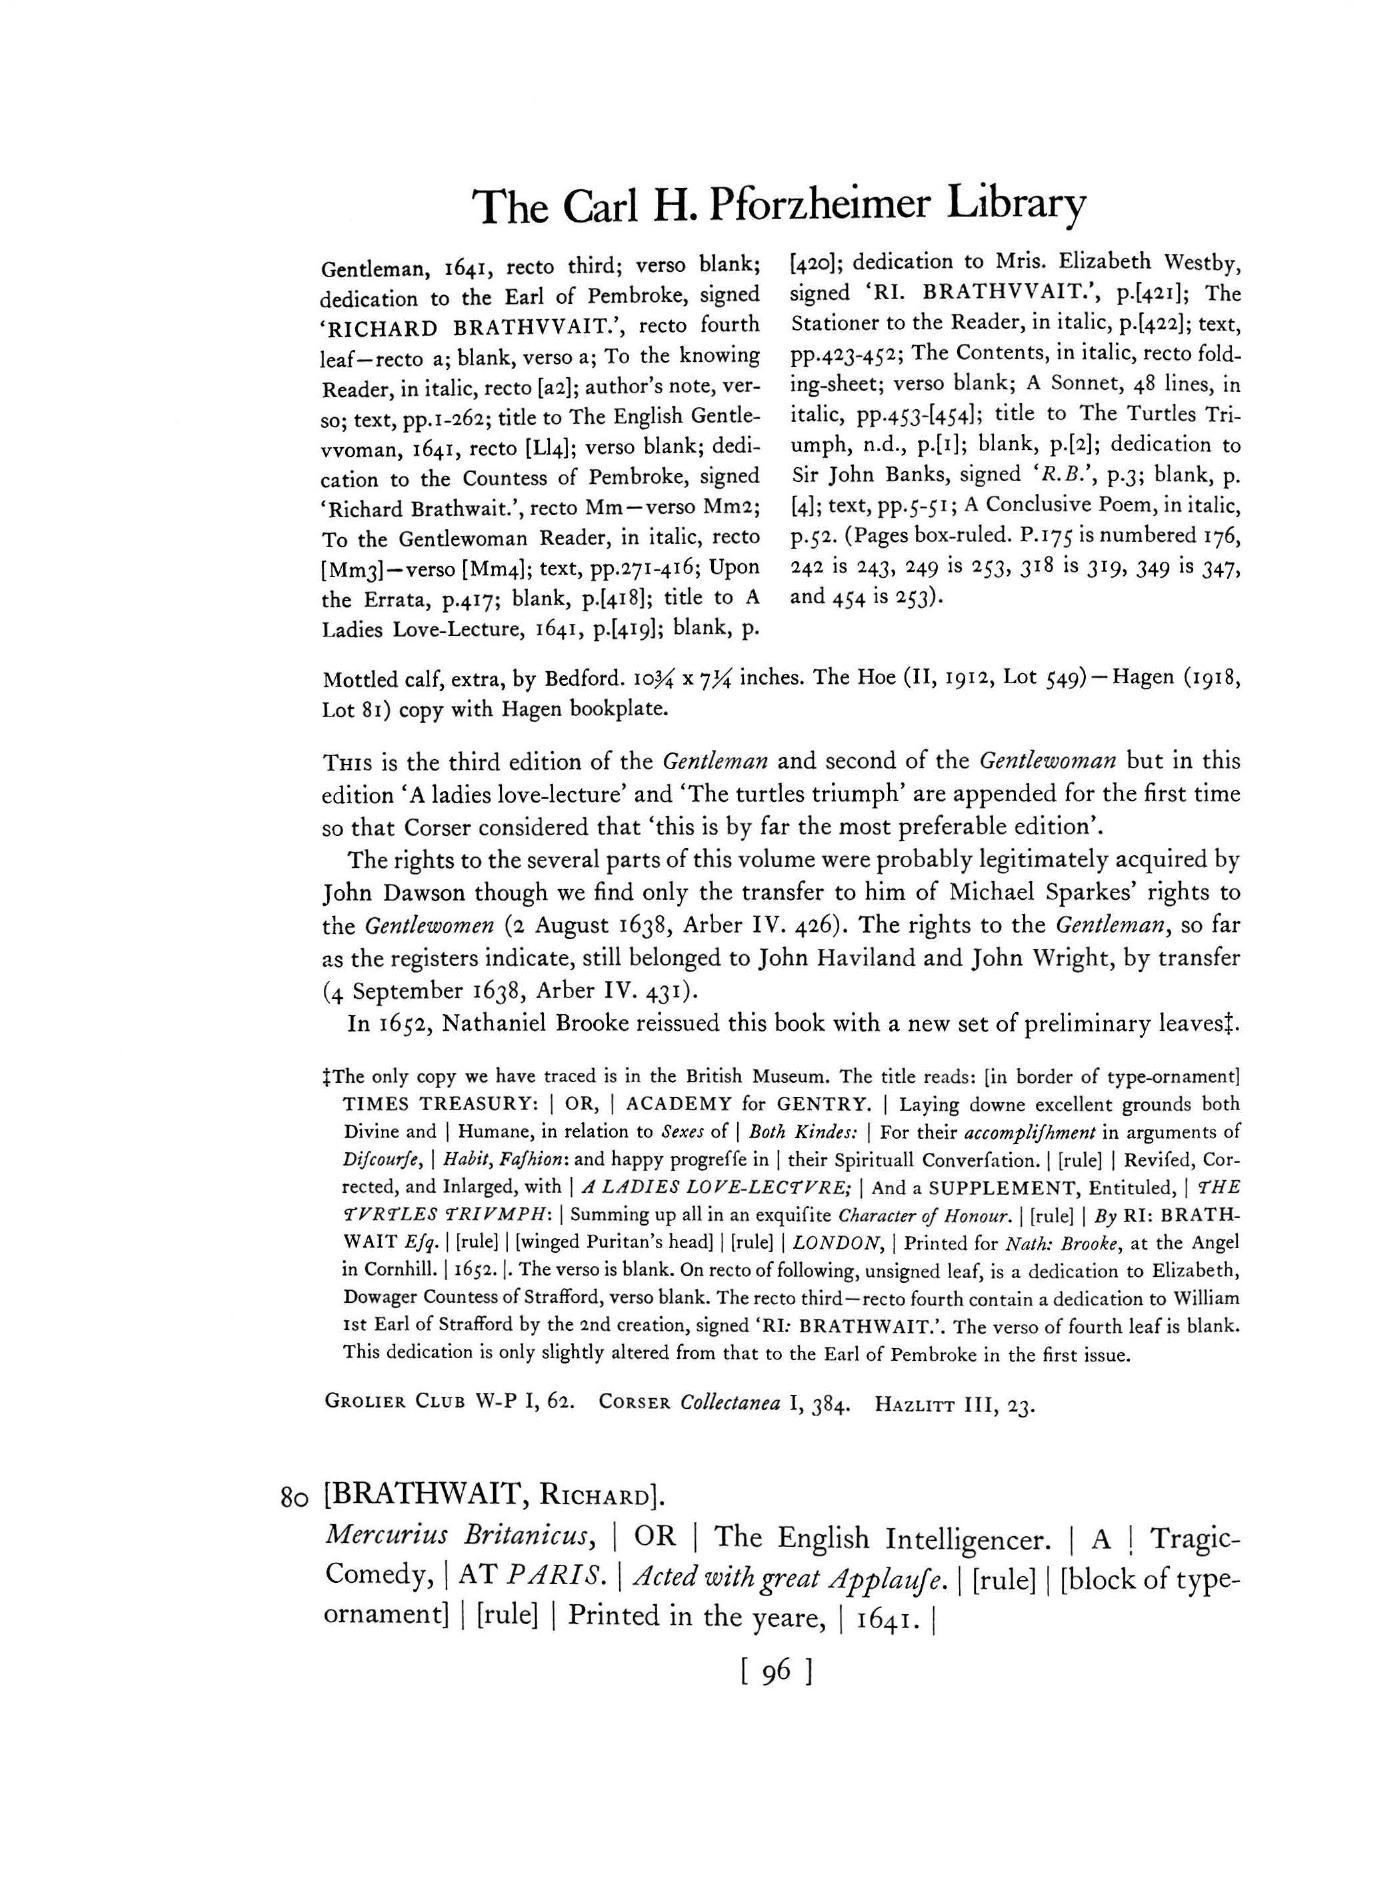 The Carl H. Pforzheimer Library
Gentleman, 1641, recto third; verso blank;
dedication to the Earl of Pembroke, signed
‘RICHARD BRATHVVAIT.’, recto fourth
leaf—recto a; blank, verso a; To the knowing
Reader, in italic, recto [a2]; author’s note, ver-
so; text, pp.1-262; title to The English Gentle-
vvoman, 1641, recto [Ll4]; verso blank; dedi-
cation to the Countess of Pembroke, signed
‘Richard Brathwait.’, recto Mm—verso Mm2;
To the Gentlewoman Reader, in italic, recto
[Mm3]—verso [Mm4]; text, pp.271-416; Upon
the Errata, p.417; blank, p.[418]; title to A
Ladies Love-Lecture, 1641, p.[419]; blank, p.
[420]; dedication to Mris. Elizabeth Westby,
signed ‘RI. BRATHVVAIT.’, p.[421]; The
Stationer to the Reader, in italic, p.[422]; text,
pp.423-452; The Contents, in italic, recto fold-
ing-sheet; verso blank; A Sonnet, 48 lines, in
italic, pp.453-[454]; title to The Turtles Tri-
umph, n.d., p.[1]; blank, p.[2]; dedication to
Sir John Banks, signed ‘R.B.’, p.3; blank, p.
[4]; text, pp.5-51; A Conclusive Poem, in italic,
p.52. (Pages box-ruled. P.175 is numbered 176,
242 is 243, 249 is 253, 318 is 319, 349 is 347,
and 454 is 253).
Mottled calf, extra, by Bedford. 10¾ x 7¼ inches. The Hoe (II, 1912, Lot 549)—Hagen (1918,
Lot 81) copy with Hagen bookplate.
THIS is the third edition of the Gentleman and second of the Gentlewoman but in this
edition ‘A ladies love-lecture’ and ‘The turtles triumph’ are appended for the first time
so that Corser considered that ‘this is by far the most preferable edition’.
The rights to the several parts of this volume were probably legitimately acquired by
John Dawson though we find only the transfer to him of Michael Sparkes’ rights to
the Gentlewomen (2 August 1638, Arber IV. 426). The rights to the Gentleman, so far
as the registers indicate, still belonged to John Haviland and John Wright, by transfer
(4 September 1638, Arber IV. 431).
In 1652, Nathaniel Brooke reissued this book with a new set of preliminary leaves‡.
‡The only copy we have traced is in the British Museum. The title reads: [in border of type-ornament]
TIMES TREASURY: | OR, | ACADEMY for GENTRY. | Laying downe excellent grounds both
Divine and | Humane, in relation to Sexes of | Both Kindes: | For their accompliſhment in arguments of
Diſcourſe, | Habit, Faſhion: and happy progreſſe in | their Spirituall Converſation. | [rule] | Reviſed, Cor-
rected, and Inlarged, with | A LADIES LOVE-LECTVRE; | And a SUPPLEMENT, Entituled, | THE
TVRTLES TRIVMPH: | Summing up all in an exquiſite Character of Honour. | [rule] | By RI: BRATH-
WAIT Eſq. | [rule] | [winged Puritan’s head] | [rule] | LONDON, | Printed for Nath: Brooke, at the Angel
in Cornhill. | 1652. |. The verso is blank. On recto of following, unsigned leaf, is a dedication to Elizabeth,
Dowager Countess of Strafford, verso blank. The recto third—recto fourth contain a dedication to William
1st Earl of Strafford by the 2nd creation, signed ‘RI: BRATHWAIT.’. The verso of fourth leaf is blank.
This dedication is only slightly altered from that to the Earl of Pembroke in the first issue.
GROLIER CLUB W-P I, 62. CORSER Collectanea I, 384. HAZLITT III, 23.
80 [BRATHWAIT, RICHARD].
Mercurius Britanicus, | OR | The English Intelligencer. | A | Tragic-
Comedy, | AT PARIS. | Acted with great Applauſe. | [rule] | [block of type-
ornament] | [rule] | Printed in the yeare, | 1641. |
[ 96 ]